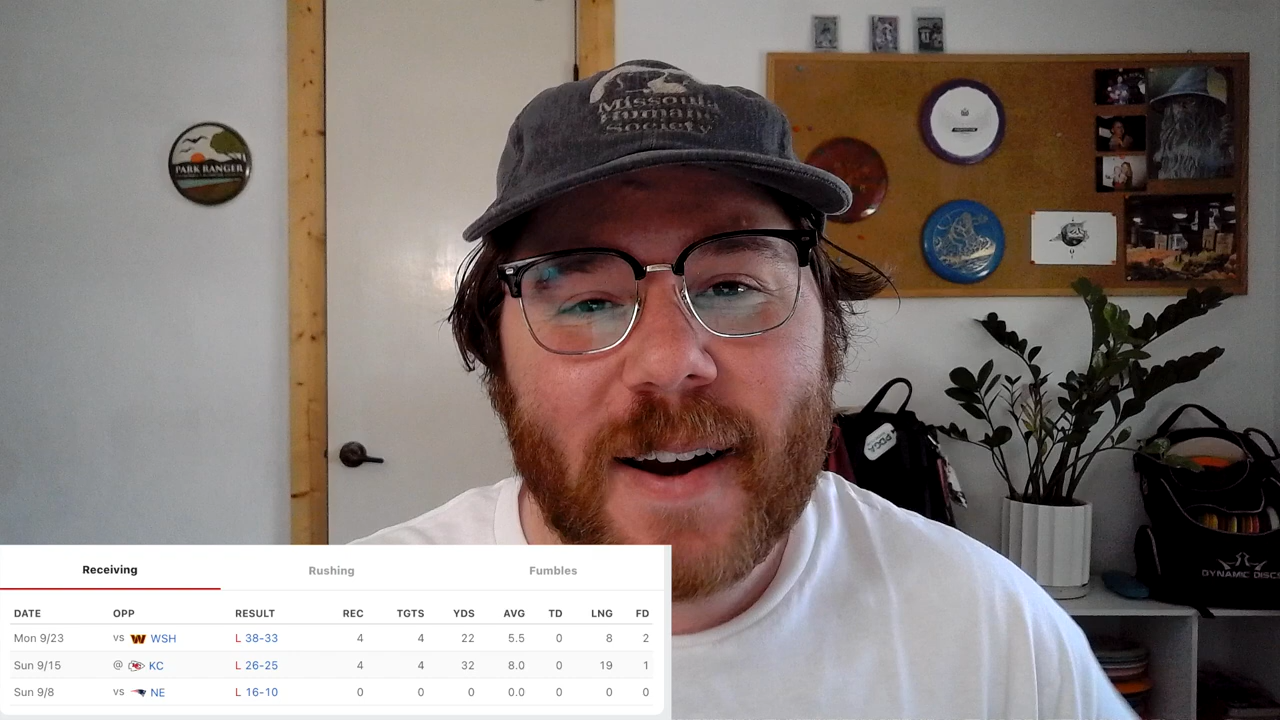 Missoula
Humane
Society
PARK RANGER
PDGA
DYNAMIC DISC
Receiving Rushing Fumbles
DATE OPP RESULT REC TGTS YDS AVG TD LNG FD
Mon 9/23 vs WSH L 38-33 4 4 22 5.5 0 8 2
Sun 9/15 @ KC L 26-25 4 4 32 8.0 0 19 1
Sun 9/8 vs NE L 16-10 0 0 0 0.0 0 0 0